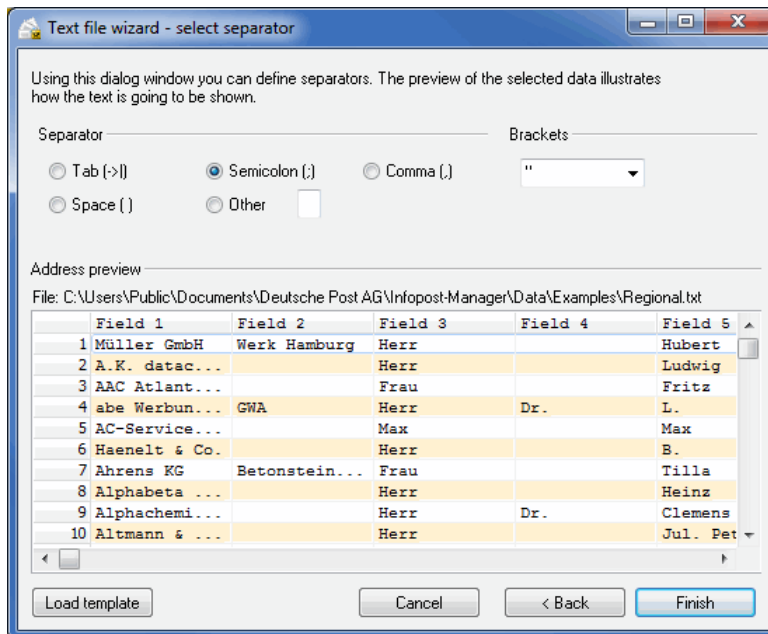 Text file wizard - select separator
Using this dialog window you can define separators. The preview of the selected data illustrates
how the text is going to be shown.
Separator Brackets
Tab (->|) Semicolon (;) Comma (,) "
Space ( ) Other
Address preview
File: C:\Users\Public\Documents\Deutsche Post AG\Infopost-Manager\Data\Examples\Regional.txt
Field 1 Field 2 Field 3 Field 4 Field 5
1 Müller GmbH Werk Hamburg Herr Hubert
2 A.K. datac... Herr Ludwig
3 AAC Atlant... Frau Fritz
4 abe Werbun... GWA Herr Dr. L.
5 AC-Service... Max Max
6 Haenelt & Co. Herr B.
7 Ahrens KG Betonstein... Frau Tilla
8 Alphabeta ... Herr Heinz
9 Alphachemi... Herr Dr. Clemens
10 Altmann & ... Herr Jul. Pet
Load template Cancel < Back Finish